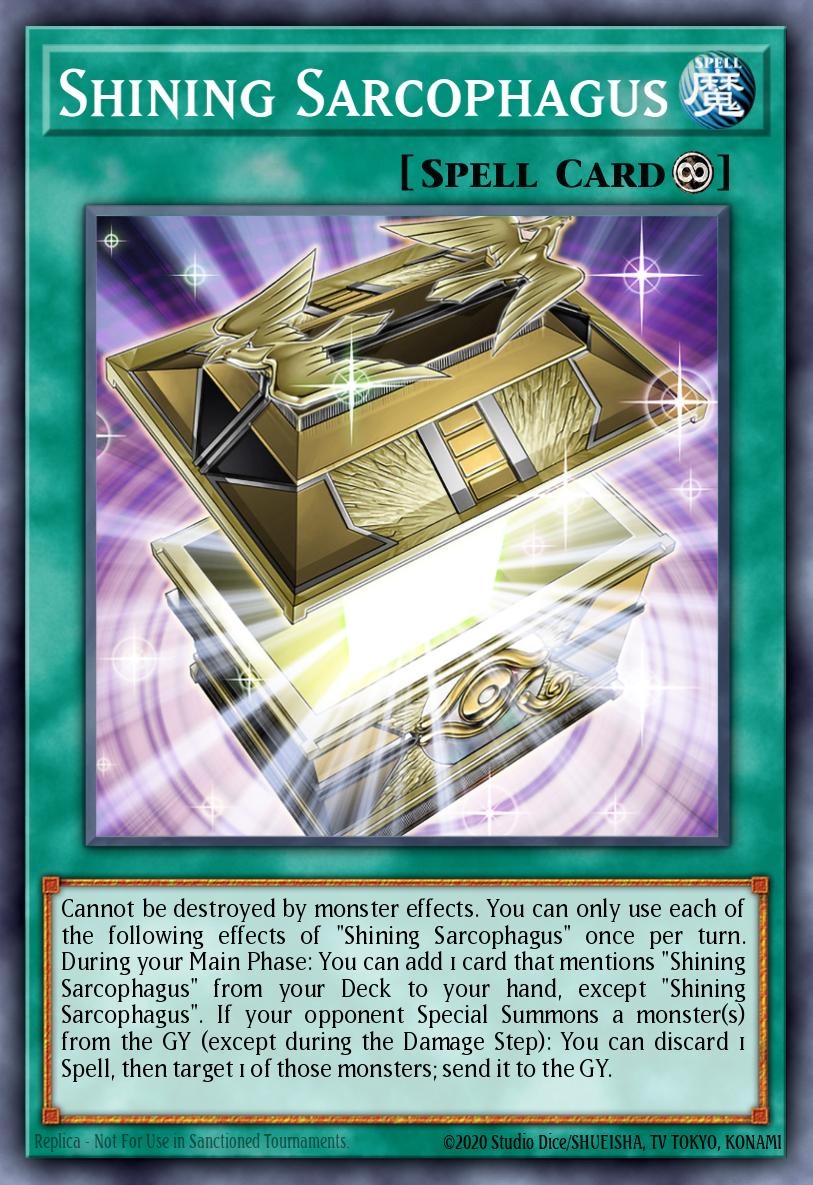 Shining Sarcophagus
SPELL
魔
[Spell Card]
Cannot be destroyed by monster effects. You can only use each of
the following effects of "Shining Sarcophagus" once per turn.
During your Main Phase: You can add 1 card that mentions "Shining
Sarcophagus" from your Deck to your hand, except "Shining
Sarcophagus". If your opponent Special Summons a monster(s)
from the GY (except during the Damage Step): You can discard 1
Spell, then target 1 of those monsters; send it to the GY.
Replica - Not For Use in Sanctioned Tournaments.
©2020 Studio Dice/SHUEISHA, TV TOKYO, KONAMI